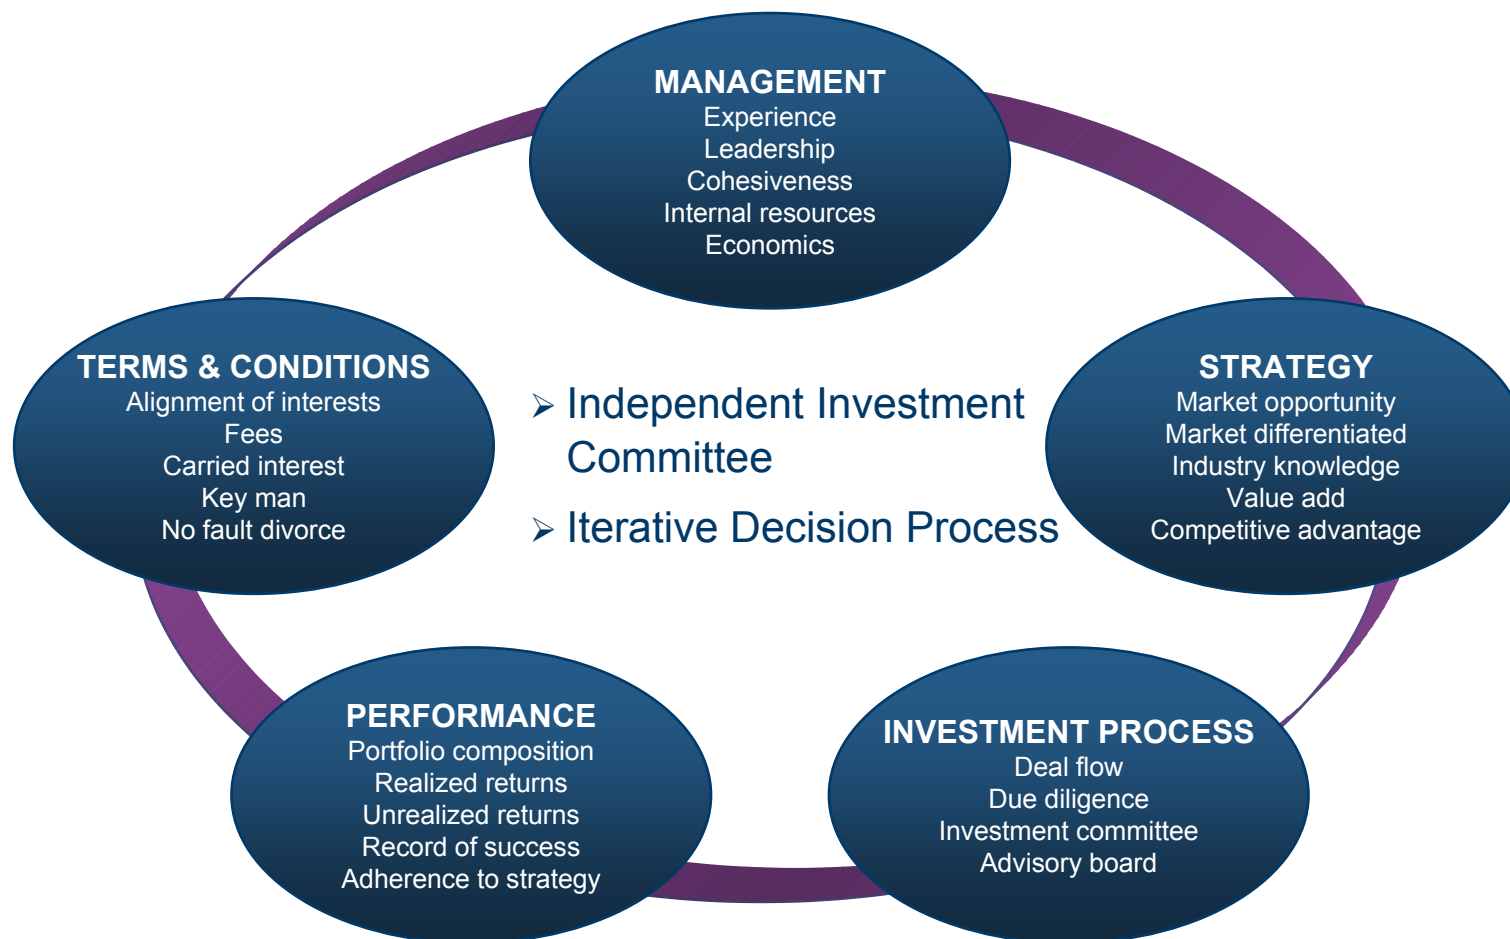 MANAGEMENT
Experience
Leadership
Cohesiveness
Internal resources
Economics
TERMS & CONDITIONS
Alignment of interests
Fees
Carried interest
Key man
No fault divorce
➢ Independent Investment
Committee
➢ Iterative Decision Process
STRATEGY
Market opportunity
Market differentiated
Industry knowledge
Value add
Competitive advantage
PERFORMANCE
Portfolio composition
Realized returns
Unrealized returns
Record of success
Adherence to strategy
INVESTMENT PROCESS
Deal flow
Due diligence
Investment committee
Advisory board